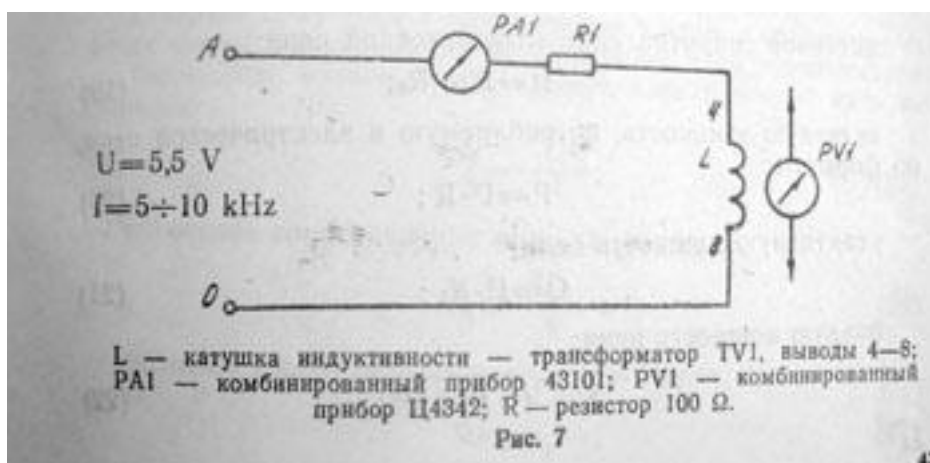 PA1
R1
A
4
L
PV1
U=5,5 V
f=5÷10 kHz
8
0
L — катушка индуктивности — трансформатор TV1, выводы 4—8;
PA1 — комбинированный прибор 43101; PV1 — комбинированный
прибор Ц4342; R — резистор 100 Ω.
Рис. 7